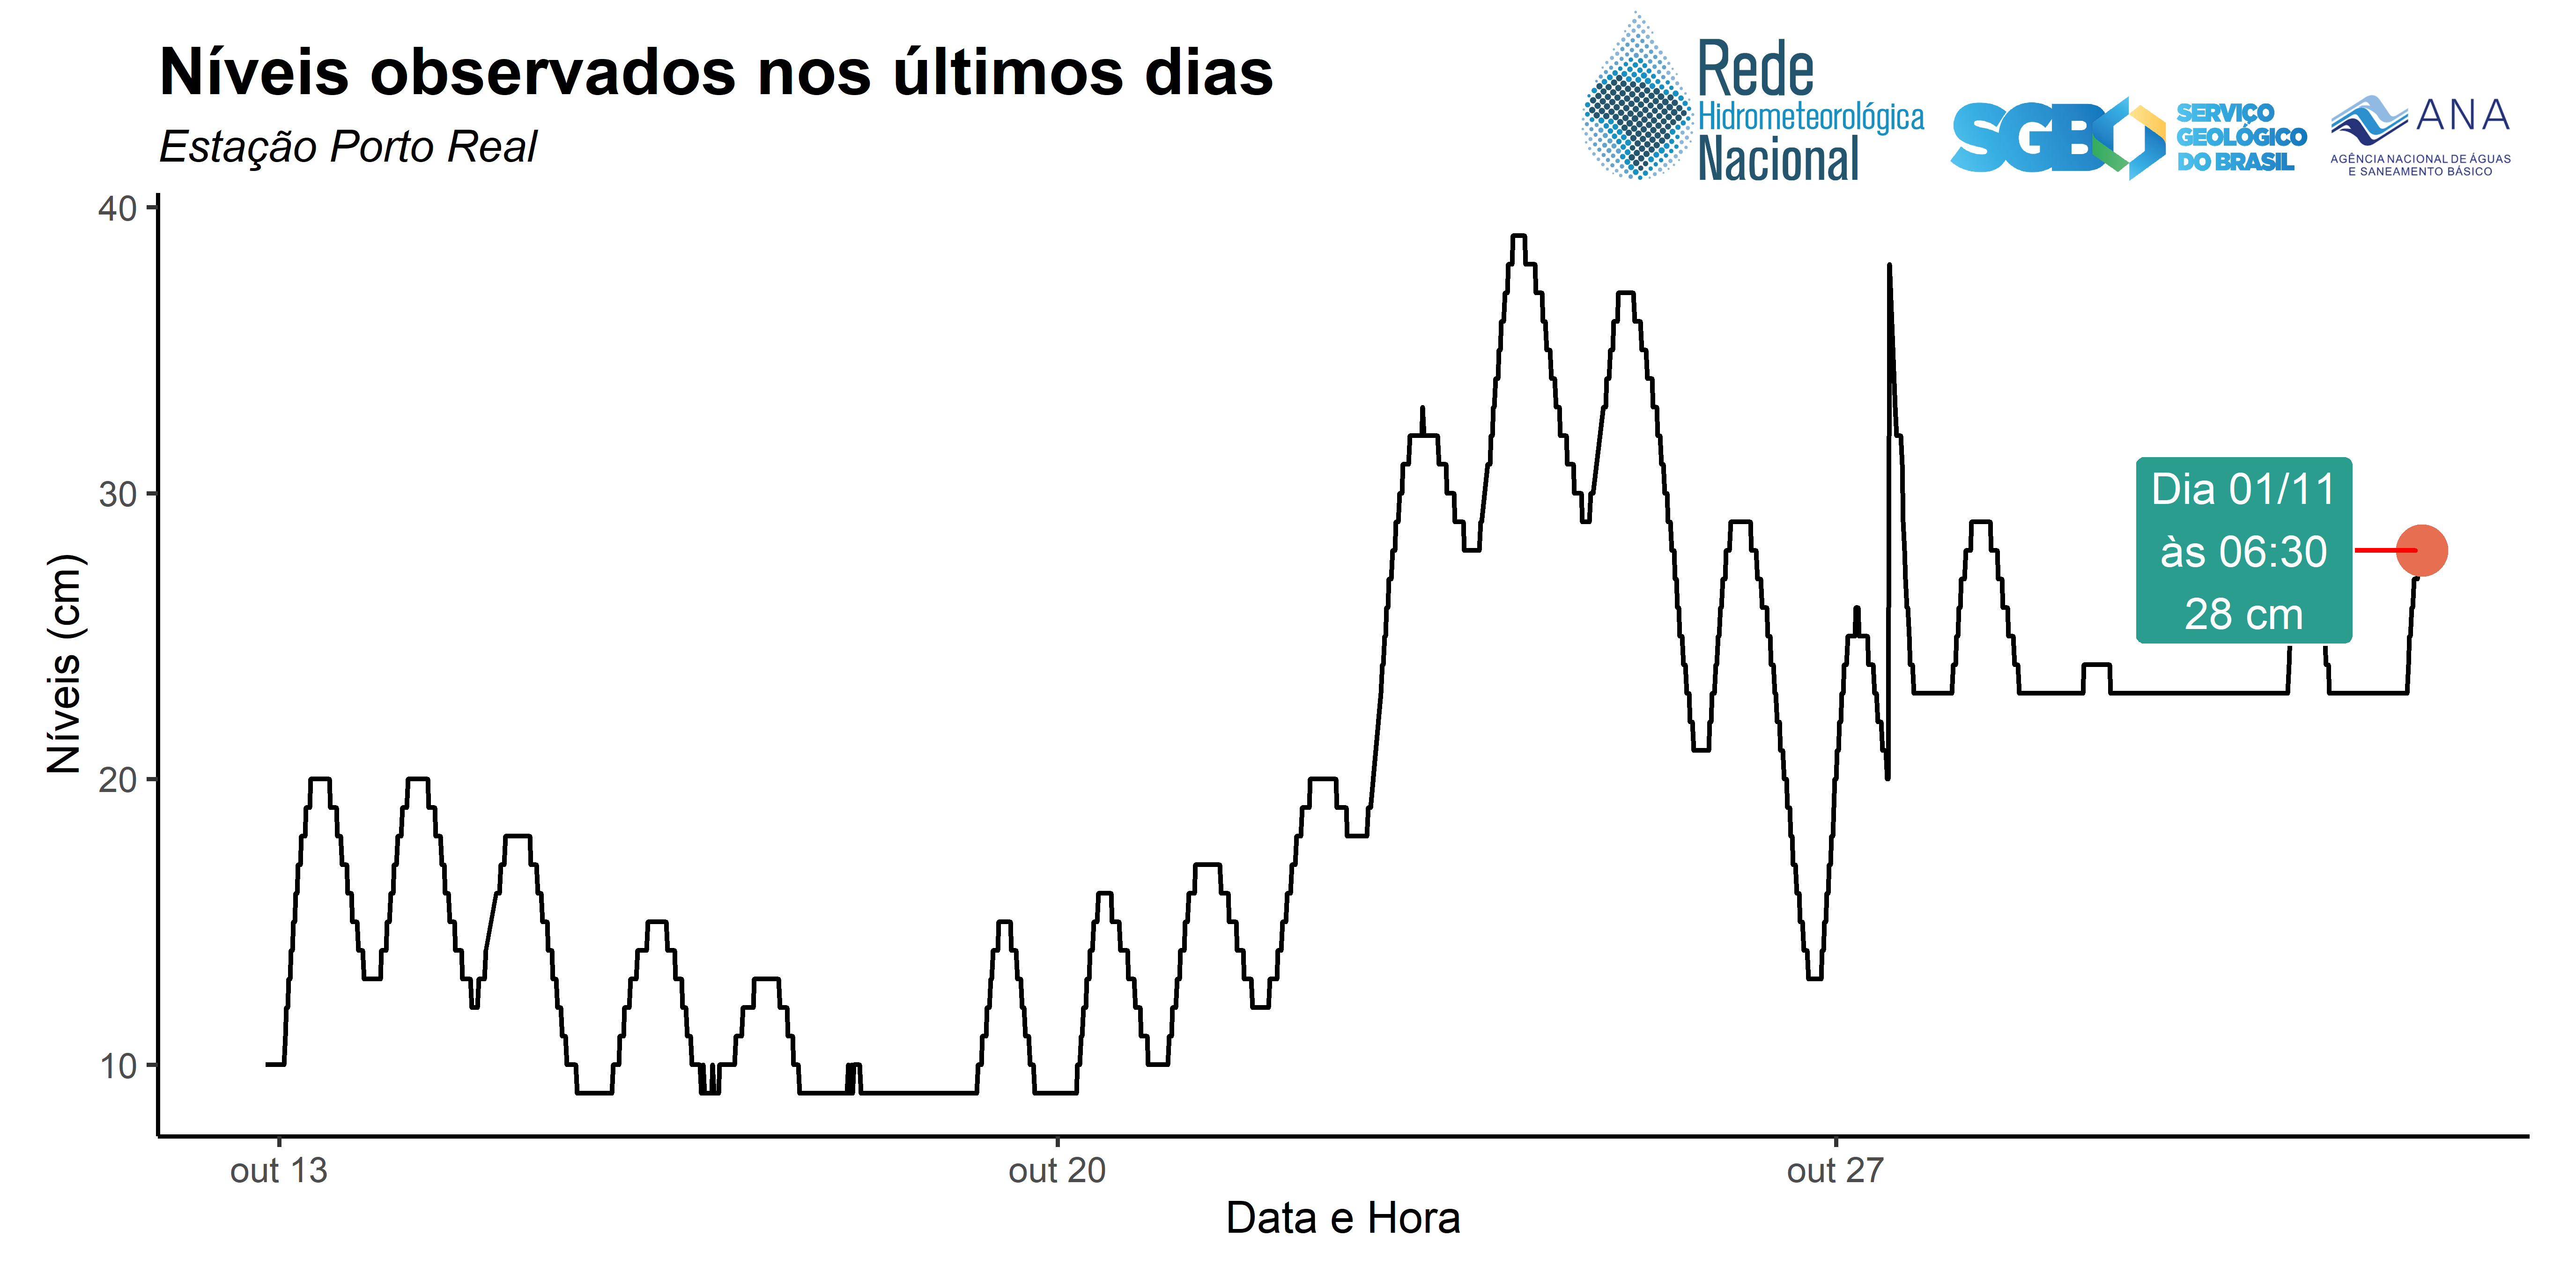 Níveis observados nos últimos dias
Estação Porto Real
Rede
Hidrometeorológica
Nacional
SGB
SERVIÇO
GEOLÓGICO
DO BRASIL
ANA
AGÊNCIA NACIONAL DE ÁGUAS
E SANEAMENTO BÁSICO
Níveis (cm)
40
30
20
10
Dia 01/11
às 06:30
28 cm
out 13
out 20
out 27
Data e Hora